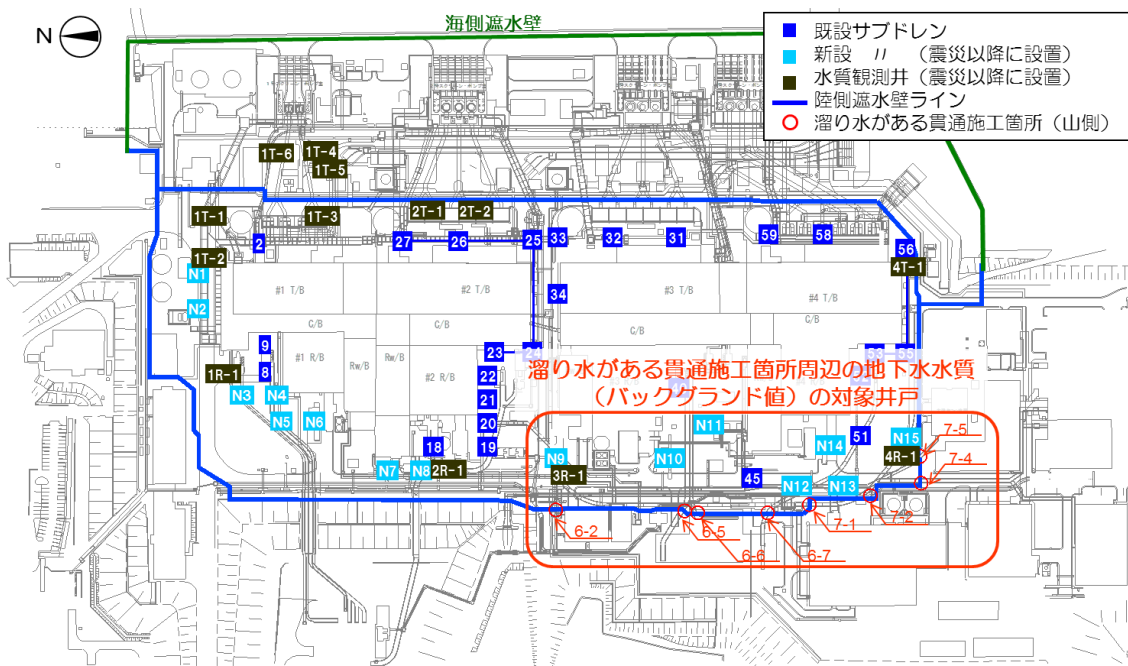 海側遮水壁
N
既設サブドレン
新設 〃 （震災以降に設置）
水質観測井（震災以降に設置）
陸側遮水壁ライン
溜り水がある貫通施工箇所（山側）
1T-6
1T-4
1T-5
1T-1
1T-3
2T-1
2T-2
2
27
26
25
33
32
31
59
58
56
1T-2
4T-1
N1
N2
34
#1 T/B
#2 T/B
#3 T/B
#4 T/B
C/B
C/B
C/B
C/B
9
8
1R-1
#1 R/B
Rw/B
Rw/B
#2 R/B
23
24
53
55
22
21
20
19
18
N3
N4
N5
N6
N7
N8
2R-1
溜り水がある貫通施工箇所周辺の地下水水質
（バックグランド値）の対象井戸
N11
N14
51
N15
7-5
N9
N10
3R-1
45
4R-1
7-4
N12
N13
6-2
6-5
7-1
7-2
6-6
6-7